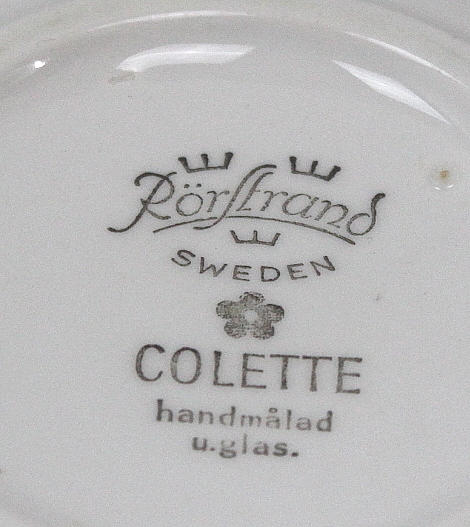 Rörstrand
SWEDEN
COLETTE
handmålad
u.glas.